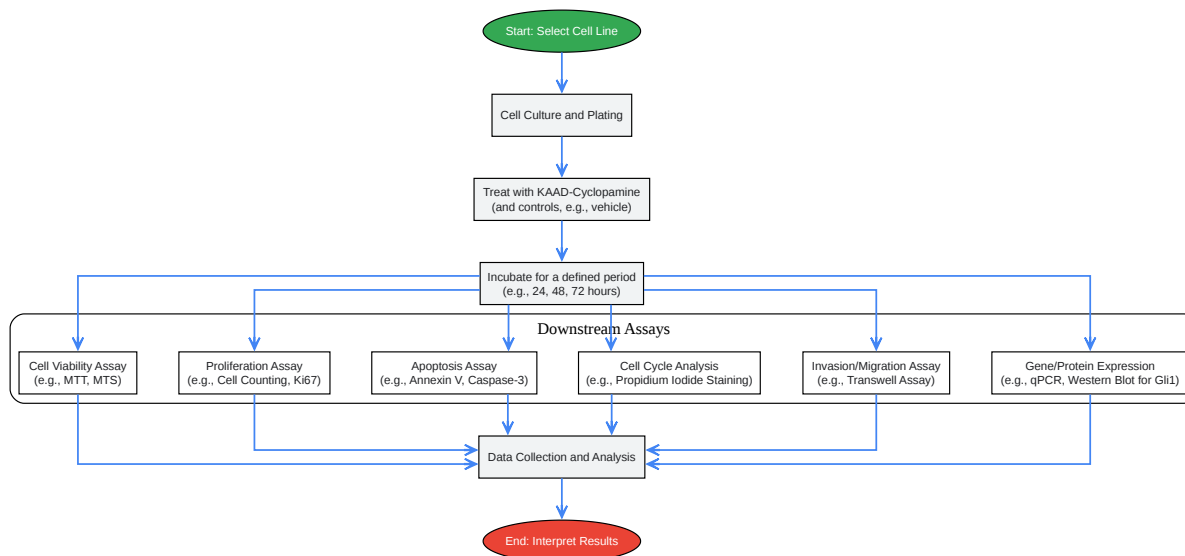 Start: Select Cell Line
Cell Culture and Plating
Treat with KAAD-Cyclopamine
(and controls, e.g., vehicle)
Incubate for a defined period
(e.g., 24, 48, 72 hours)
Downstream Assays
Cell Viability Assay
(e.g., MTT, MTS)
Proliferation Assay
(e.g., Cell Counting, Ki67)
Apoptosis Assay
(e.g., Annexin V, Caspase-3)
Cell Cycle Analysis
(e.g., Propidium Iodide Staining)
Invasion/Migration Assay
(e.g., Transwell Assay)
Gene/Protein Expression
(e.g., qPCR, Western Blot for Gli1)
Data Collection and Analysis
End: Interpret Results